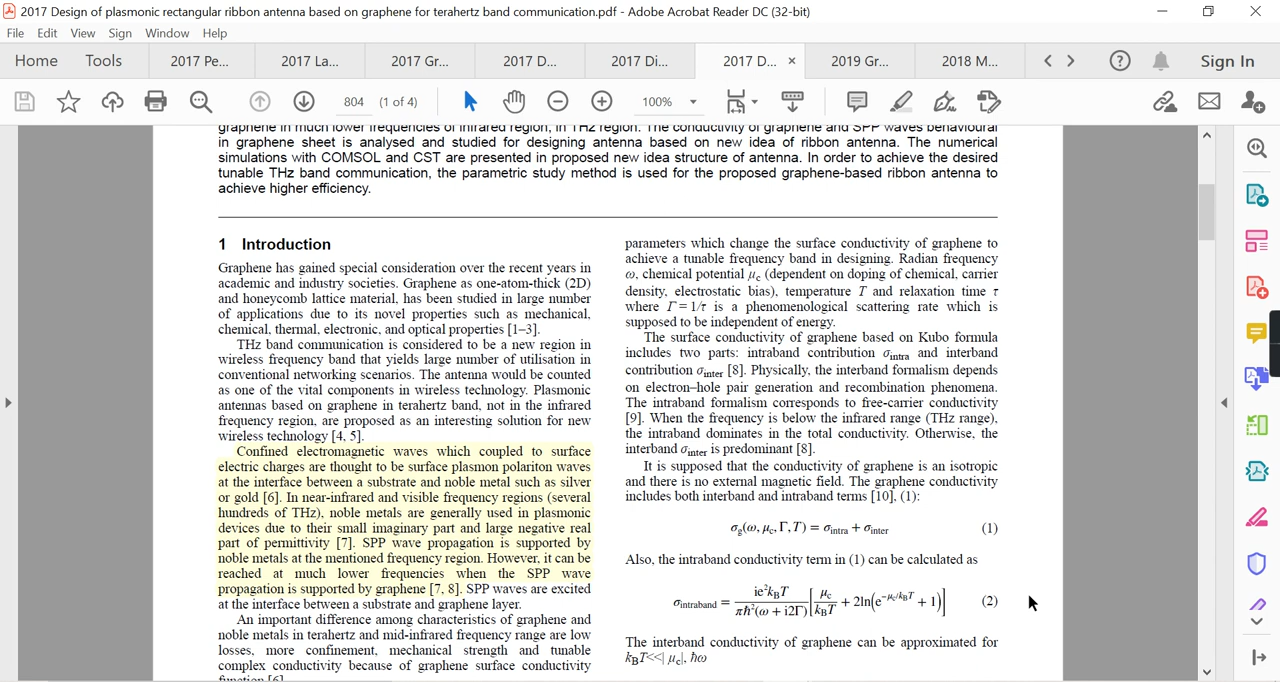 2017 Design of plasmonic rectangular ribbon antenna based on graphene for terahertz band communication.pdf - Adobe Acrobat Reader DC (32-bit)
File Edit View Sign Window Help
Home Tools 2017 Pe... 2017 La... 2017 Gr... 2017 D... 2017 Di... 2017 D... × 2019 Gr... 2018 M... Sign In
804 (1 of 4) 100%
graphene in much lower frequencies of infrared region, in THz region. The conductivity of graphene and SPP waves behavioural
in graphene sheet is analysed and studied for designing antenna based on new idea of ribbon antenna. The numerical
simulations with COMSOL and CST are presented in proposed new idea structure of antenna. In order to achieve the desired
tunable THz band communication, the parametric study method is used for the proposed graphene-based ribbon antenna to
achieve higher efficiency.
1 Introduction
Graphene has gained special consideration over the recent years in
academic and industry societies. Graphene as one-atom-thick (2D)
and honeycomb lattice material, has been studied in large number
of applications due to its novel properties such as mechanical,
chemical, thermal, electronic, and optical properties [1–3].
THz band communication is considered to be a new region in
wireless frequency band that yields large number of utilisation in
conventional networking scenarios. The antenna would be counted
as one of the vital components in wireless technology. Plasmonic
antennas based on graphene in terahertz band, not in the infrared
frequency region, are proposed as an interesting solution for new
wireless technology [4, 5].
Confined electromagnetic waves which coupled to surface
electric charges are thought to be surface plasmon polariton waves
at the interface between a substrate and noble metal such as silver
or gold [6]. In near-infrared and visible frequency regions (several
hundreds of THz), noble metals are generally used in plasmonic
devices due to their small imaginary part and large negative real
part of permittivity [7]. SPP wave propagation is supported by
noble metals at the mentioned frequency region. However, it can be
reached at much lower frequencies when the SPP wave
propagation is supported by graphene [7, 8]. SPP waves are excited
at the interface between a substrate and graphene layer.
An important difference among characteristics of graphene and
noble metals in terahertz and mid-infrared frequency range are low
losses, more confinement, mechanical strength and tunable
complex conductivity because of graphene surface conductivity
function [6].
parameters which change the surface conductivity of graphene to
achieve a tunable frequency band in designing. Radian frequency
ω, chemical potential μc (dependent on doping of chemical, carrier
density, electrostatic bias), temperature T and relaxation time τ
where Γ = 1/τ is a phenomenological scattering rate which is
supposed to be independent of energy.
The surface conductivity of graphene based on Kubo formula
includes two parts: intraband contribution σintra and interband
contribution σinter [8]. Physically, the interband formalism depends
on electron–hole pair generation and recombination phenomena.
The intraband formalism corresponds to free-carrier conductivity
[9]. When the frequency is below the infrared range (THz range),
the intraband dominates in the total conductivity. Otherwise, the
interband σinter is predominant [8].
It is supposed that the conductivity of graphene is an isotropic
and there is no external magnetic field. The graphene conductivity
includes both interband and intraband terms [10], (1):
σg(ω, μc, Γ, T) = σintra + σinter (1)
Also, the intraband conductivity term in (1) can be calculated as
σintraband = ie²kBT / πℏ²(ω + i2Γ) [ μc / kBT + 2ln(e^(−μc/kBT) + 1) ] (2)
The interband conductivity of graphene can be approximated for
kBT<<| μc|, ℏω